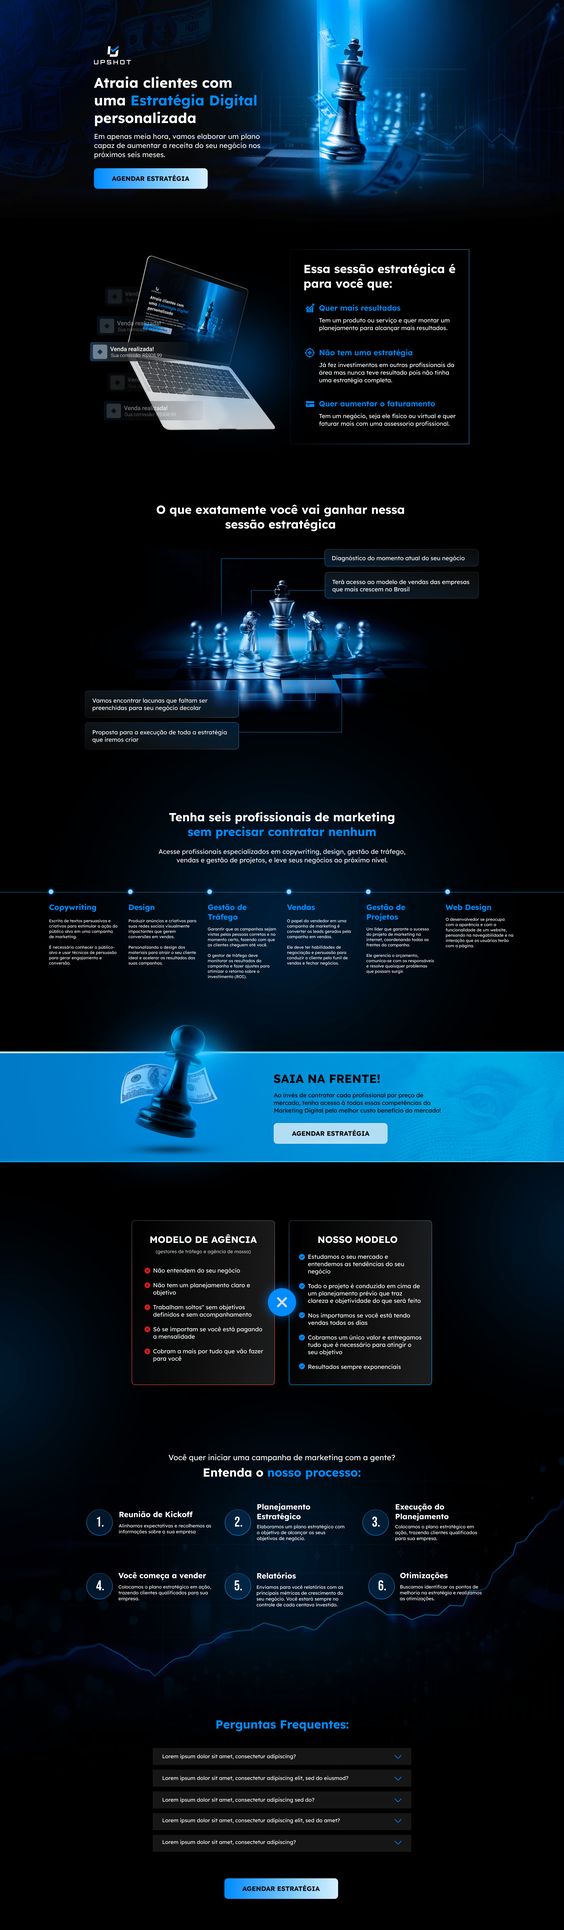 UPSHOT
Atraia clientes com
uma Estratégia Digital
personalizada
Em apenas meia hora, vamos elaborar um plano
capaz de aumentar a receita do seu negócio nos
próximos seis meses.
AGENDAR ESTRATÉGIA
Atraia clientes com
uma Estratégia Digital
personalizada
Venda realizada!
Venda realizada!
Sua comissão:
Venda realizada!
Essa sessão estratégica é
para você que:
Quer mais resultados
Tem um produto ou serviço e quer montar um
planejamento para alcançar mais resultados.
Não tem uma estratégia
Já fez investimentos em outros profissionais da
área mas nunca teve resultado pois não tinha
uma estratégia completa.
Quer aumentar o faturamento
Tem um negócio, seja ele físico ou virtual e quer
faturar mais com uma assessoria profissional.
O que exatamente você vai ganhar nessa
sessão estratégica
Diagnóstico do momento atual do seu negócio
Terá acesso ao modelo de vendas das empresas
que mais crescem no Brasil
Vamos encontrar lacunas que faltam ser
preenchidas para seu negócio decolar
Proposta para a execução de toda a estratégia
que iremos criar
Tenha seis profissionais de marketing
sem precisar contratar nenhum
Acesse profissionais especializados em copywriting, design, gestão de tráfego,
vendas e gestão de projetos, e leve seus negócios ao próximo nível.
Copywriting
Escrita de textos persuasivos e
criativos para estimular a ação do
público alvo em uma campanha
de marketing.
É necessário conhecer o público-
alvo e usar técnicas de persuasão
para gerar engajamento e
conversão.
Design
Produzir anúncios e criativos para
suas redes sociais visualmente
impactantes que gerem
conversões em vendas.
Personalizando o design dos
materiais para atrair o seu cliente
ideal e acelerar os resultados das
suas campanhas.
Gestão de
Tráfego
Garantir que as campanhas sejam
vistas pelas pessoas corretas e no
momento certo, fazendo com que
os clientes cheguem até você.
O gestor de tráfego deve
monitorar os resultados da
campanha e fazer ajustes para
otimizar o retorno sobre o
investimento (ROI).
Vendas
O papel do vendedor em uma
campanha de marketing é
converter os leads gerados pela
campanha em vendas.
Ele deve ter habilidades de
negociação e persuasão para
conduzir o cliente pelo funil de
vendas e fechar negócios.
Gestão de
Projetos
Um líder que garante o sucesso
do projeto de marketing na
internet, coordenando todas as
frentes da campanha.
Ele gerencia o orçamento,
comunica-se com os responsáveis
e resolve qualquer problemas
que possam surgir.
Web Design
O desenvolvedor se preocupa
com a aparência e com a
funcionalidade de um website,
pensando na navegabilidade e na
interação que os usuários terão
com a página.
SAIA NA FRENTE!
Ao invés de contratar cada profissional por preço de
mercado, tenha acesso à todas essas competências do
Marketing Digital pelo melhor custo benefício do mercado!
AGENDAR ESTRATÉGIA
MODELO DE AGÊNCIA
(gestores de tráfego e agência de massa)
Não entendem do seu negócio
Não tem um planejamento claro e
objetivo
Trabalham soltos" sem objetivos
definidos e sem acompanhamento
Só se importam se você está pagando
a mensalidade
Cobram a mais por tudo que vão fazer
para você
NOSSO MODELO
Estudamos o seu mercado e
entendemos as tendências do seu
negócio
Todo o projeto é conduzido em cima de
um planejamento prévio que traz
clareza e objetividade do que será feito
Nos importamos se você está tendo
vendas todos os dias
Cobramos um único valor e entregamos
tudo que é necessário para atingir o
seu objetivo
Resultados sempre exponenciais
Você quer iniciar uma campanha de marketing com a gente?
Entenda o nosso processo:
1.
Reunião de Kickoff
Alinhamos expectativas e recolhemos as
informações sobre a sua empresa
2.
Planejamento
Estratégico
Elaboramos um plano estratégico com
o objetivo de alcançar os seus
objetivos de negócio.
3.
Execução do
Planejamento
Colocamos o plano estratégico em
ação, trazendo clientes qualificados
para sua empresa.
4.
Você começa a vender
Colocamos o plano estratégico em ação,
trazendo clientes qualificados para sua
empresa.
5.
Relatórios
Enviamos para você relatórios com as
principais métricas de crescimento do
seu negócio. Você estará sempre no
controle de cada centavo investido.
6.
Otimizações
Buscamos identificar os pontos de
melhoria na estratégia e realizamos
as otimizações.
Perguntas Frequentes:
Lorem ipsum dolor sit amet, consectetur adipiscing?
Lorem ipsum dolor sit amet, consectetur adipiscing elit, sed do eiusmod?
Lorem ipsum dolor sit amet, consectetur adipiscing sed do?
Lorem ipsum dolor sit amet, consectetur adipiscing elit, sed do amet?
Lorem ipsum dolor sit amet, consectetur adipiscing?
AGENDAR ESTRATÉGIA